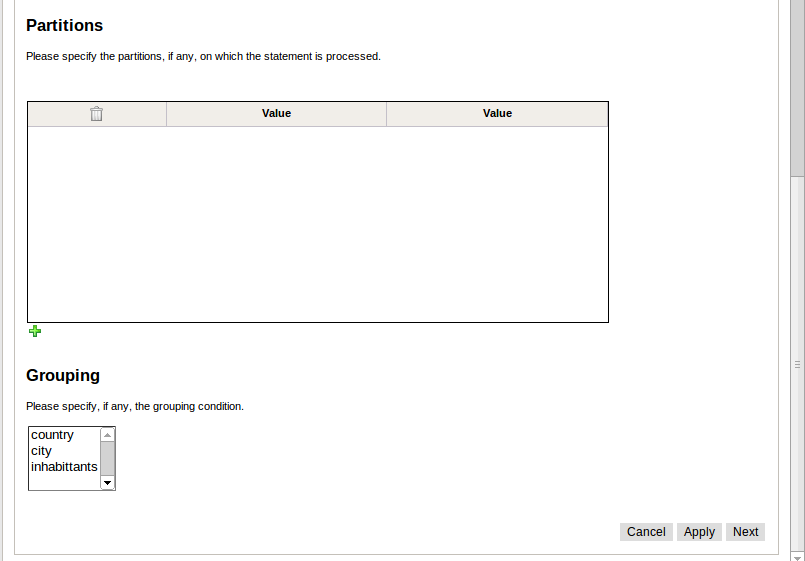 Partitions
Please specify the partitions, if any, on which the statement is processed.
Value Value
Grouping
Please specify, if any, the grouping condition.
country
city
inhabittants
Cancel Apply Next